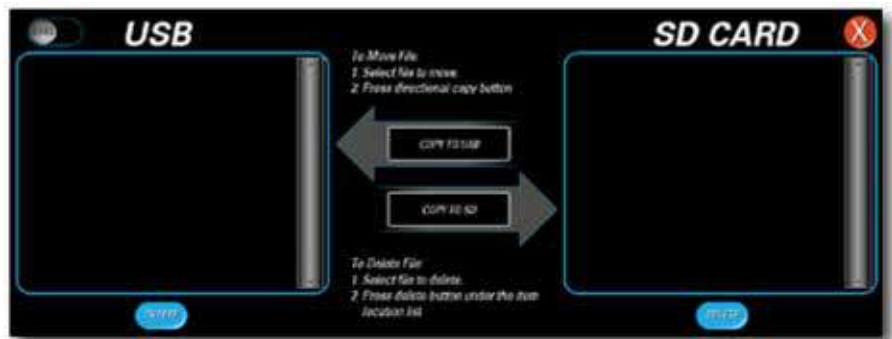 USB
SD CARD
X
To Move File
1 Select file to move.
2 Press directional copy button
COPY TO USB
COPY TO SD
To Delete File
1 Select file to delete.
2 Press delete button under the item
location list
DELETE
DELETE